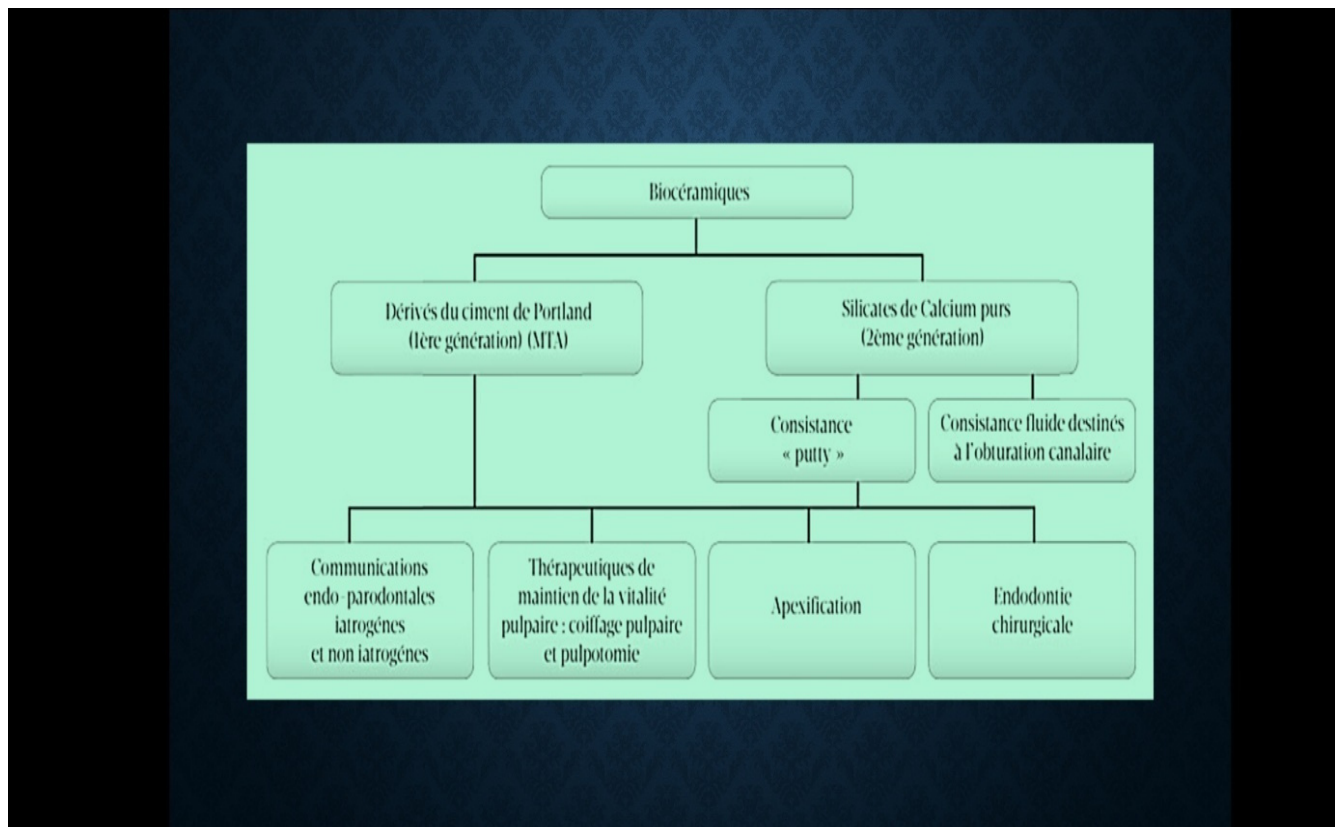 Biocéramiques
Dérivés du ciment de Portland
(1ère génération) (MTA)
Silicates de Calcium purs
(2ème génération)
Consistance
« putty »
Consistance fluide destinés
à l'obturation canalaire
Communications
endo-parodontales
iatrogénes
et non iatrogénes
Thérapeutiques de
maintien de la vitalité
pulpaire : coiffage pulpaire
et pulpotomie
Apexification
Endodontie
chirurgicale